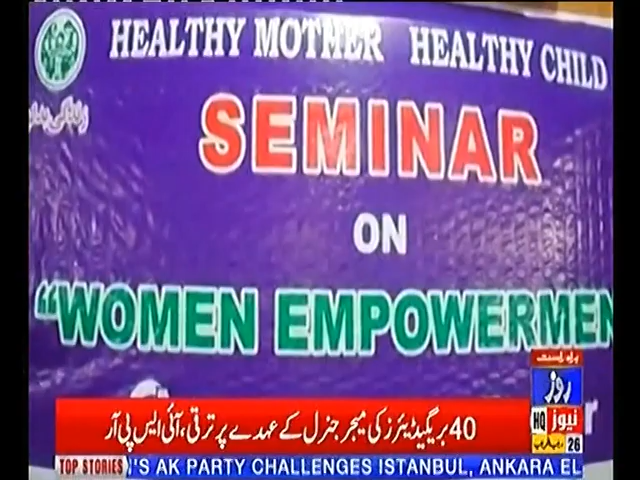 HEALTHY MOTHER HEALTHY CHILD
SEMINAR
ON
"WOMEN EMPOWERMEN
براہ راست
روز
HQ نیوز
26
40 بریگیڈیئرز کی میجر جنرل کے عہدے پر ترقی، آئی ایس پی آر
TOP STORIES 'S AK PARTY CHALLENGES ISTANBUL, ANKARA EL